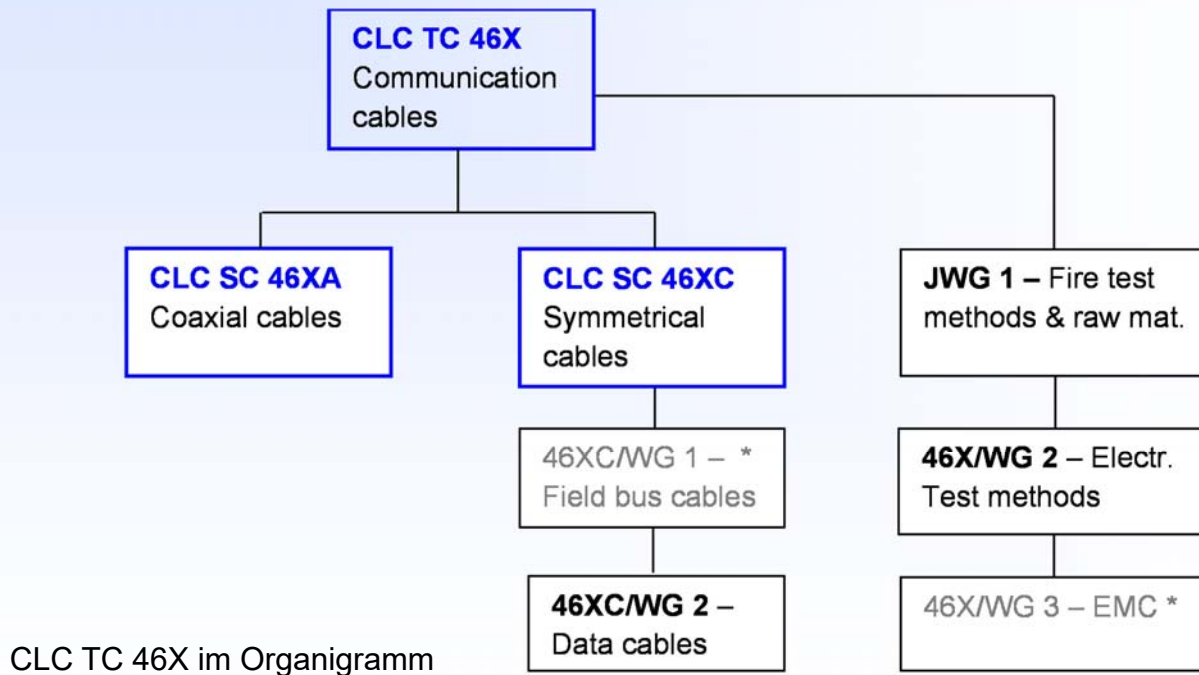 CLC TC 46X
Communication
cables
CLC SC 46XA
Coaxial cables
CLC SC 46XC
Symmetrical
cables
JWG 1 – Fire test
methods & raw mat.
46XC/WG 1 – *
Field bus cables
46X/WG 2 – Electr.
Test methods
46XC/WG 2 –
Data cables
46X/WG 3 – EMC *
CLC TC 46X im Organigramm